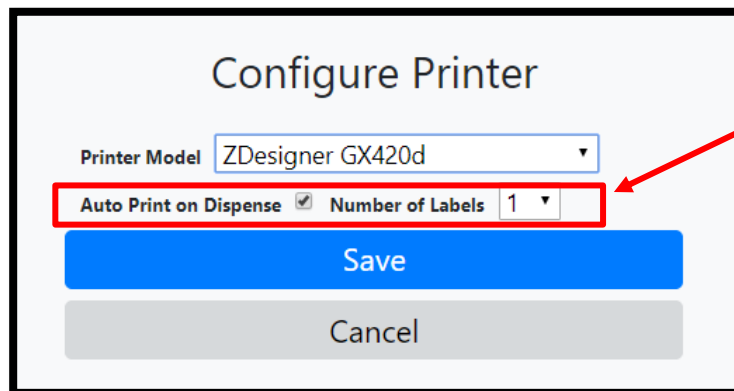 Configure Printer
Printer Model ZDesigner GX420d
Auto Print on Dispense Number of Labels 1
Save
Cancel